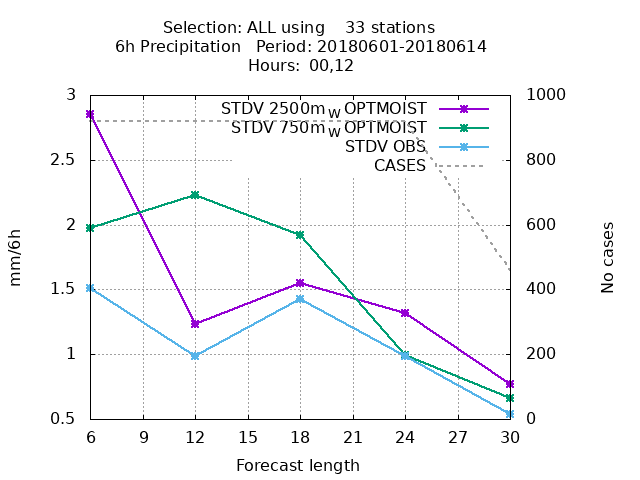 Selection: ALL using    33 stations
6h Precipitation   Period: 20180601-20180614
Hours: 00,12
3
2.5
2
1.5
1
0.5
mm/6h
STDV 2500m_W OPTMOIST
STDV 750m_W OPTMOIST
STDV OBS
CASES
1000
800
600
400
200
0
No cases
6 9 12 15 18 21 24 27 30
Forecast length